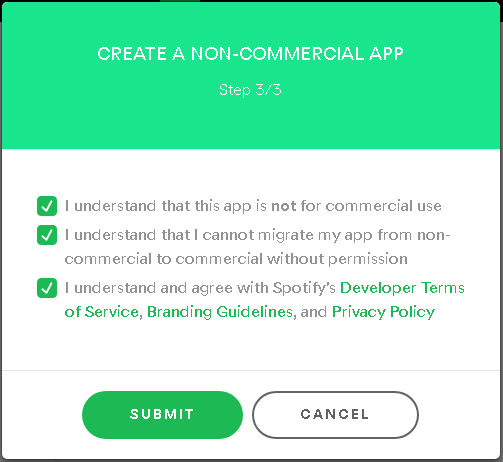 CREATE A NON-COMMERCIAL APP
Step 3/3
I understand that this app is not for commercial use
I understand that I cannot migrate my app from non-
commercial to commercial without permission
I understand and agree with Spotify's Developer Terms
of Service, Branding Guidelines, and Privacy Policy
SUBMIT
CANCEL